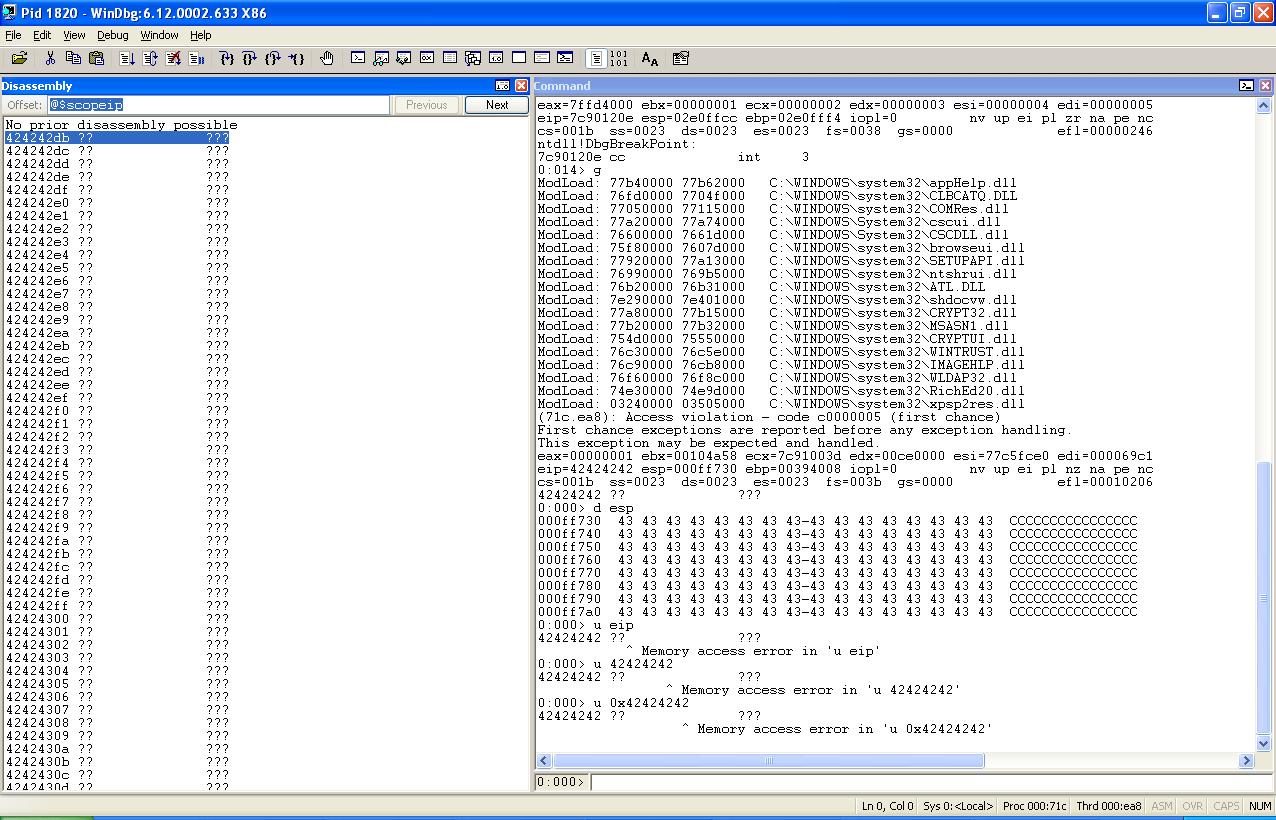 Pid 1820 - WinDbg:6.12.0002.633 X86
File Edit View Debug Window Help
Disassembly
Offset: @$scopeip Previous Next
No prior disassembly possible
424242db ?? ???
424242dc ?? ???
424242dd ?? ???
424242de ?? ???
424242df ?? ???
424242e0 ?? ???
424242e1 ?? ???
424242e2 ?? ???
424242e3 ?? ???
424242e4 ?? ???
424242e5 ?? ???
424242e6 ?? ???
424242e7 ?? ???
424242e8 ?? ???
424242e9 ?? ???
424242ea ?? ???
424242eb ?? ???
424242ec ?? ???
424242ed ?? ???
424242ee ?? ???
424242ef ?? ???
424242f0 ?? ???
424242f1 ?? ???
424242f2 ?? ???
424242f3 ?? ???
424242f4 ?? ???
424242f5 ?? ???
424242f6 ?? ???
424242f7 ?? ???
424242f8 ?? ???
424242f9 ?? ???
424242fa ?? ???
424242fb ?? ???
424242fc ?? ???
424242fd ?? ???
424242fe ?? ???
424242ff ?? ???
42424300 ?? ???
42424301 ?? ???
42424302 ?? ???
42424303 ?? ???
42424304 ?? ???
42424305 ?? ???
42424306 ?? ???
42424307 ?? ???
42424308 ?? ???
42424309 ?? ???
4242430a ?? ???
4242430b ?? ???
4242430c ?? ???
4242430d ?? ???
Command
eax=7ffd4000 ebx=00000001 ecx=00000002 edx=00000003 esi=00000004 edi=00000005
eip=7c90120e esp=02e0ffcc ebp=02e0fff4 iopl=0 nv up ei pl zr na pe nc
cs=001b ss=0023 ds=0023 es=0023 fs=0038 gs=0000 efl=00000246
ntdll!DbgBreakPoint:
7c90120e cc int 3
0:014> g
ModLoad: 77b40000 77b62000 C:\WINDOWS\system32\appHelp.dll
ModLoad: 76fd0000 7704f000 C:\WINDOWS\system32\CLBCATQ.DLL
ModLoad: 77050000 77115000 C:\WINDOWS\system32\COMRes.dll
ModLoad: 77a20000 77a74000 C:\WINDOWS\System32\cscui.dll
ModLoad: 76600000 7661d000 C:\WINDOWS\System32\CSCDLL.dll
ModLoad: 75f80000 7607d000 C:\WINDOWS\system32\browseui.dll
ModLoad: 77920000 77a13000 C:\WINDOWS\system32\SETUPAPI.dll
ModLoad: 76990000 769b5000 C:\WINDOWS\system32\ntshrui.dll
ModLoad: 76b20000 76b31000 C:\WINDOWS\system32\ATL.DLL
ModLoad: 7e290000 7e401000 C:\WINDOWS\system32\shdocvw.dll
ModLoad: 77a80000 77b15000 C:\WINDOWS\system32\CRYPT32.dll
ModLoad: 77b20000 77b32000 C:\WINDOWS\system32\MSASN1.dll
ModLoad: 754d0000 75550000 C:\WINDOWS\system32\CRYPTUI.dll
ModLoad: 76c30000 76c5e000 C:\WINDOWS\system32\WINTRUST.dll
ModLoad: 76c90000 76cb8000 C:\WINDOWS\system32\IMAGEHLP.dll
ModLoad: 76f60000 76f8c000 C:\WINDOWS\system32\WLDAP32.dll
ModLoad: 74e30000 74e9d000 C:\WINDOWS\system32\RichEd20.dll
ModLoad: 03240000 03505000 C:\WINDOWS\system32\xpsp2res.dll
(71c.ea8): Access violation - code c0000005 (first chance)
First chance exceptions are reported before any exception handling.
This exception may be expected and handled.
eax=00000001 ebx=00104a58 ecx=7c91003d edx=00ce0000 esi=77c5fce0 edi=000069c1
eip=42424242 esp=000ff730 ebp=00394008 iopl=0 nv up ei pl nz na pe nc
cs=001b ss=0023 ds=0023 es=0023 fs=003b gs=0000 efl=00010206
42424242 ?? ???
0:000> d esp
000ff730 43 43 43 43 43 43 43 43-43 43 43 43 43 43 43 43 CCCCCCCCCCCCCCCC
000ff740 43 43 43 43 43 43 43 43-43 43 43 43 43 43 43 43 CCCCCCCCCCCCCCCC
000ff750 43 43 43 43 43 43 43 43-43 43 43 43 43 43 43 43 CCCCCCCCCCCCCCCC
000ff760 43 43 43 43 43 43 43 43-43 43 43 43 43 43 43 43 CCCCCCCCCCCCCCCC
000ff770 43 43 43 43 43 43 43 43-43 43 43 43 43 43 43 43 CCCCCCCCCCCCCCCC
000ff780 43 43 43 43 43 43 43 43-43 43 43 43 43 43 43 43 CCCCCCCCCCCCCCCC
000ff790 43 43 43 43 43 43 43 43-43 43 43 43 43 43 43 43 CCCCCCCCCCCCCCCC
000ff7a0 43 43 43 43 43 43 43 43-43 43 43 43 43 43 43 43 CCCCCCCCCCCCCCCC
0:000> u eip
42424242 ?? ???
^ Memory access error in 'u eip'
0:000> u 42424242
42424242 ?? ???
^ Memory access error in 'u 42424242'
0:000> u 0x42424242
42424242 ?? ???
^ Memory access error in 'u 0x42424242'
0:000>
Ln 0, Col 0 Sys 0:<Local> Proc 000:71c Thrd 000:ea8 ASM OVR CAPS NUM